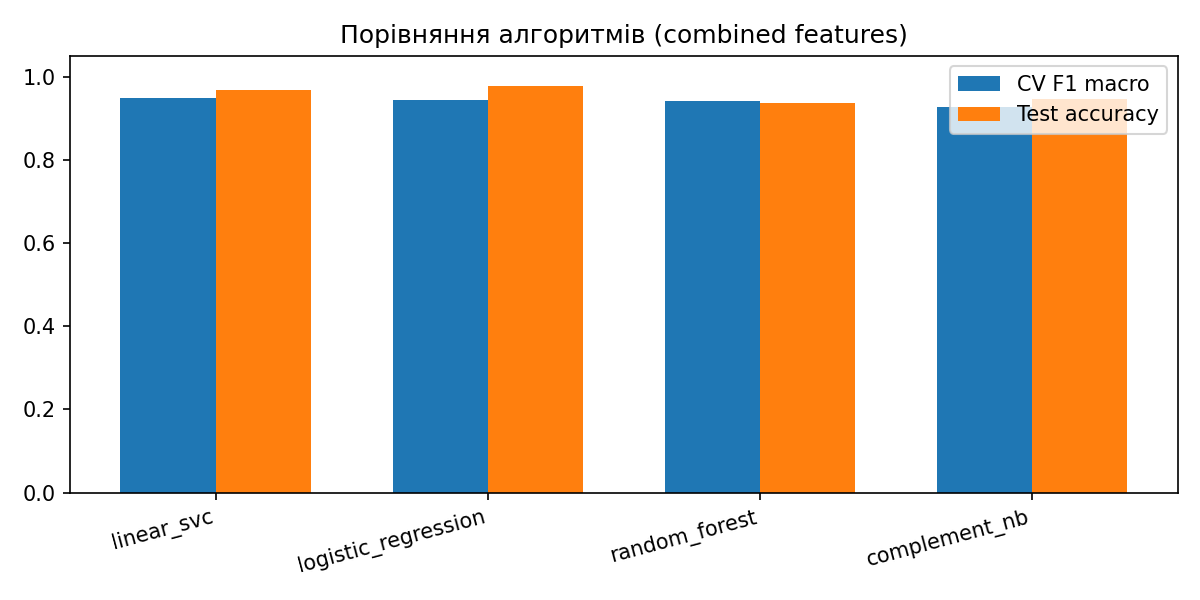 Порівняння алгоритмів (combined features)
1.0
0.8
0.6
0.4
0.2
0.0
CV F1 macro
Test accuracy
linear_svc
logistic_regression
random_forest
complement_nb